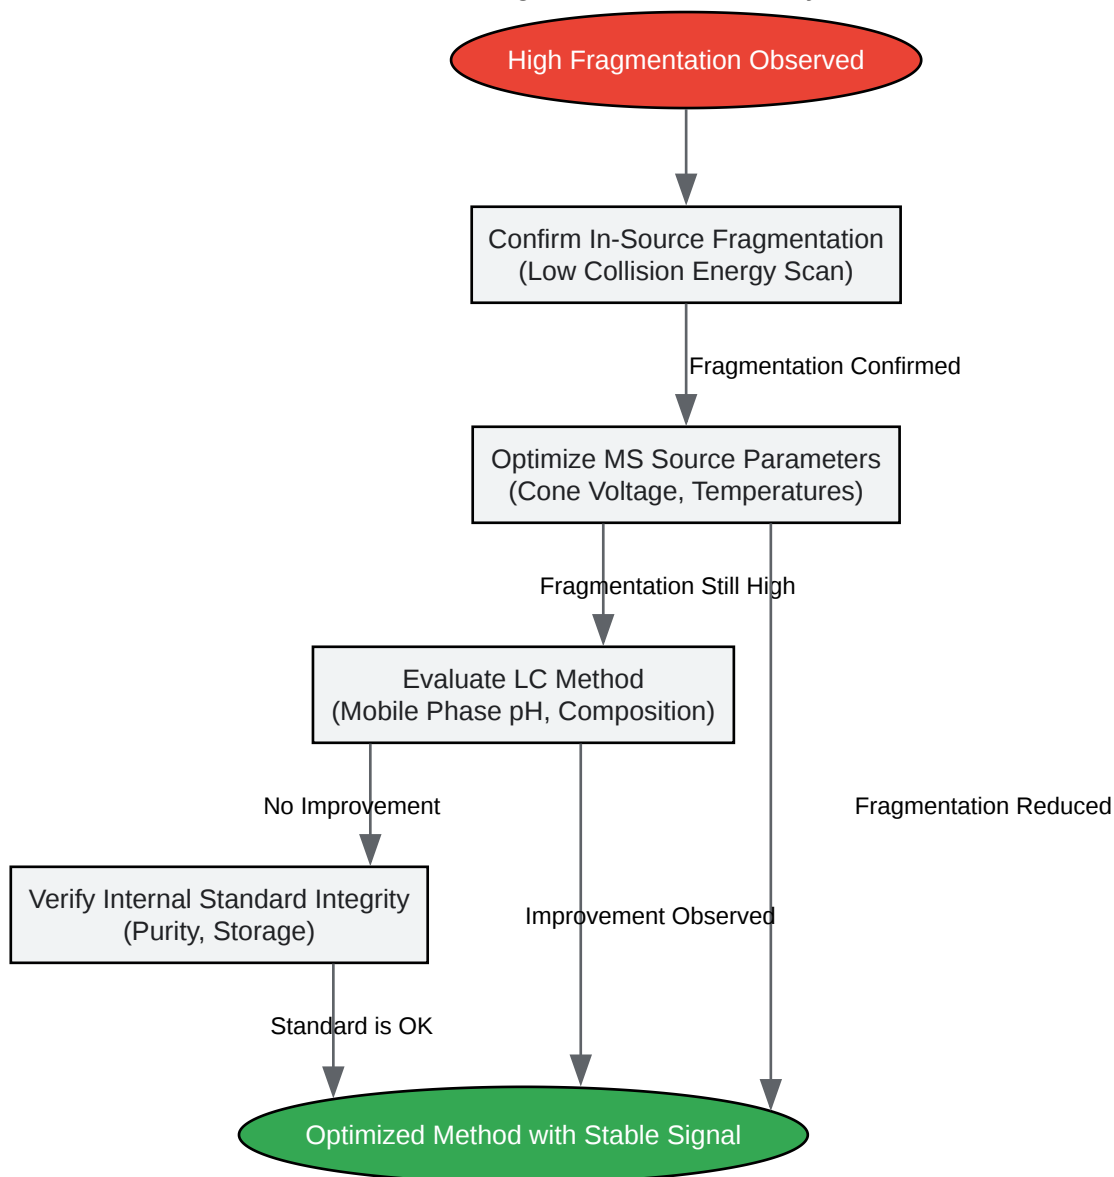 High Fragmentation Observed
Confirm In-Source Fragmentation
(Low Collision Energy Scan)
Fragmentation Confirmed
Optimize MS Source Parameters
(Cone Voltage, Temperatures)
Fragmentation Still High
Evaluate LC Method
(Mobile Phase pH, Composition)
No Improvement
Fragmentation Reduced
Verify Internal Standard Integrity
(Purity, Storage)
Improvement Observed
Standard is OK
Optimized Method with Stable Signal